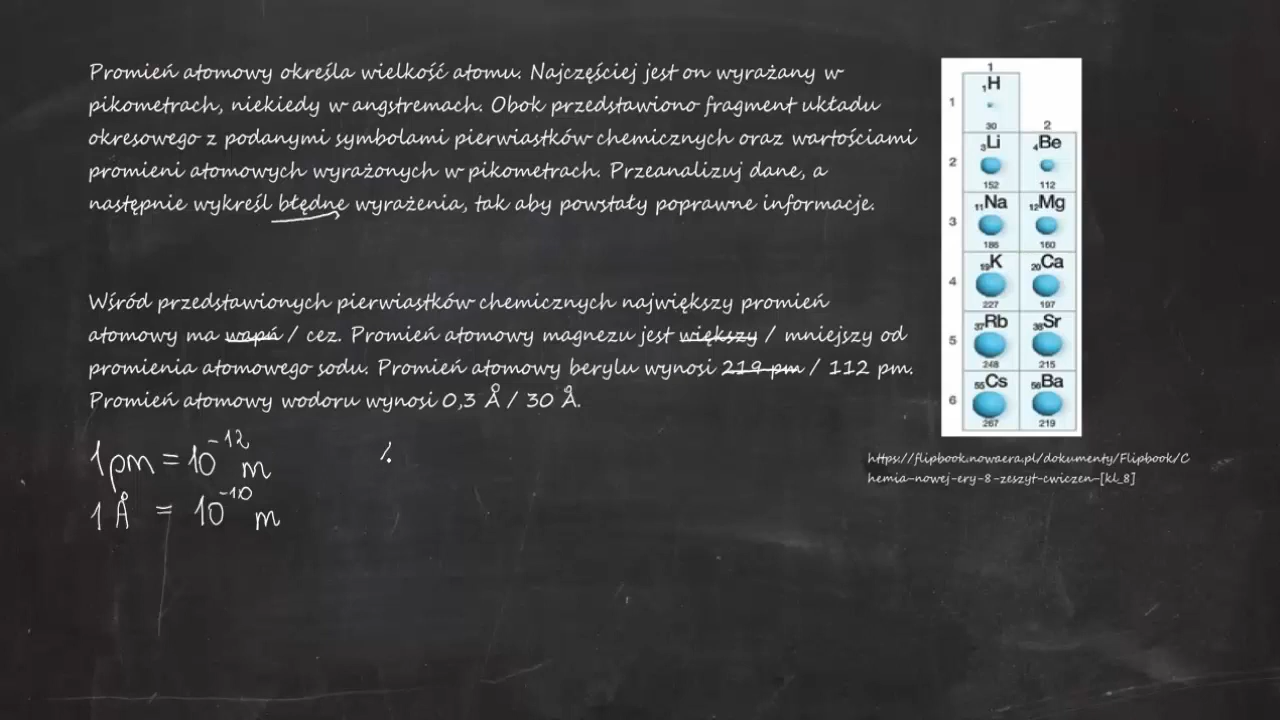 Promień atomowy określa wielkość atomu. Najczęściej jest on wyrażany w
pikometrach, niekiedy w angstremach. Obok przedstawiono fragment układu
okresowego z podanymi symbolami pierwiastków chemicznych oraz wartościami
promieni atomowych wyrażonych w pikometrach. Przeanalizuj dane, a
następnie wykreśl błędne wyrażenia, tak aby powstały poprawne informacje.
Wśród przedstawionych pierwiastków chemicznych największy promień
atomowy ma wapń / cez. Promień atomowy magnezu jest większy / mniejszy od
promienia atomowego sodu. Promień atomowy berylu wynosi 219 pm / 112 pm.
Promień atomowy wodoru wynosi 0,3 Å / 30 Å.
1 pm = 10⁻¹² m
1 Å = 10⁻¹⁰ m
1
1 ₁H
30 2
2 ₃Li ₄Be
152 112
3 ₁₁Na ₁₂Mg
186 160
4 ₁₉K ₂₀Ca
227 197
5 ₃₇Rb ₃₈Sr
248 215
6 ₅₅Cs ₅₆Ba
267 219
https://flipbook.nowaera.pl/dokumenty/Flipbook/C
hemia-nowej-ery-8-zeszyt-cwiczen-[kl_8]